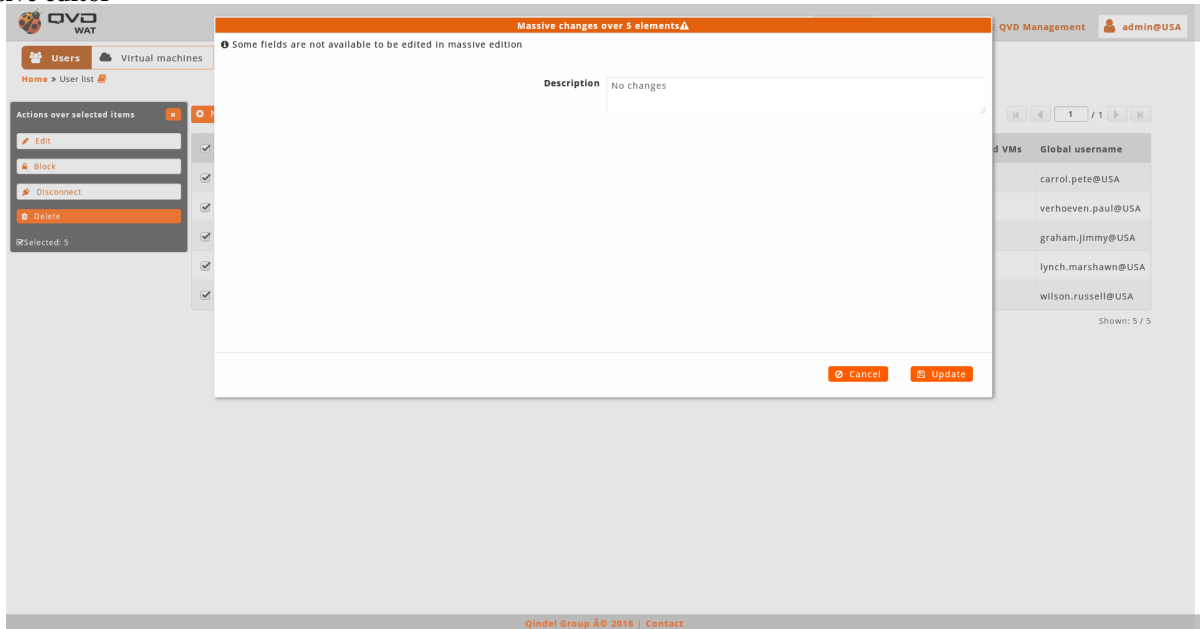 QVD
WAT
Massive changes over 5 elements
QVD Management
admin@USA
Some fields are not available to be edited in massive edition
Users
Virtual machines
Home » User list
Description
No changes
Actions over selected items
1 / 1
Edit
d VMs
Global username
Block
carrol.pete@USA
Disconnect
verhoeven.paul@USA
Delete
graham.jimmy@USA
Selected: 5
lynch.marshawn@USA
wilson.russell@USA
Shown: 5 / 5
Cancel
Update
Qindel Group Â© 2016 | Contact